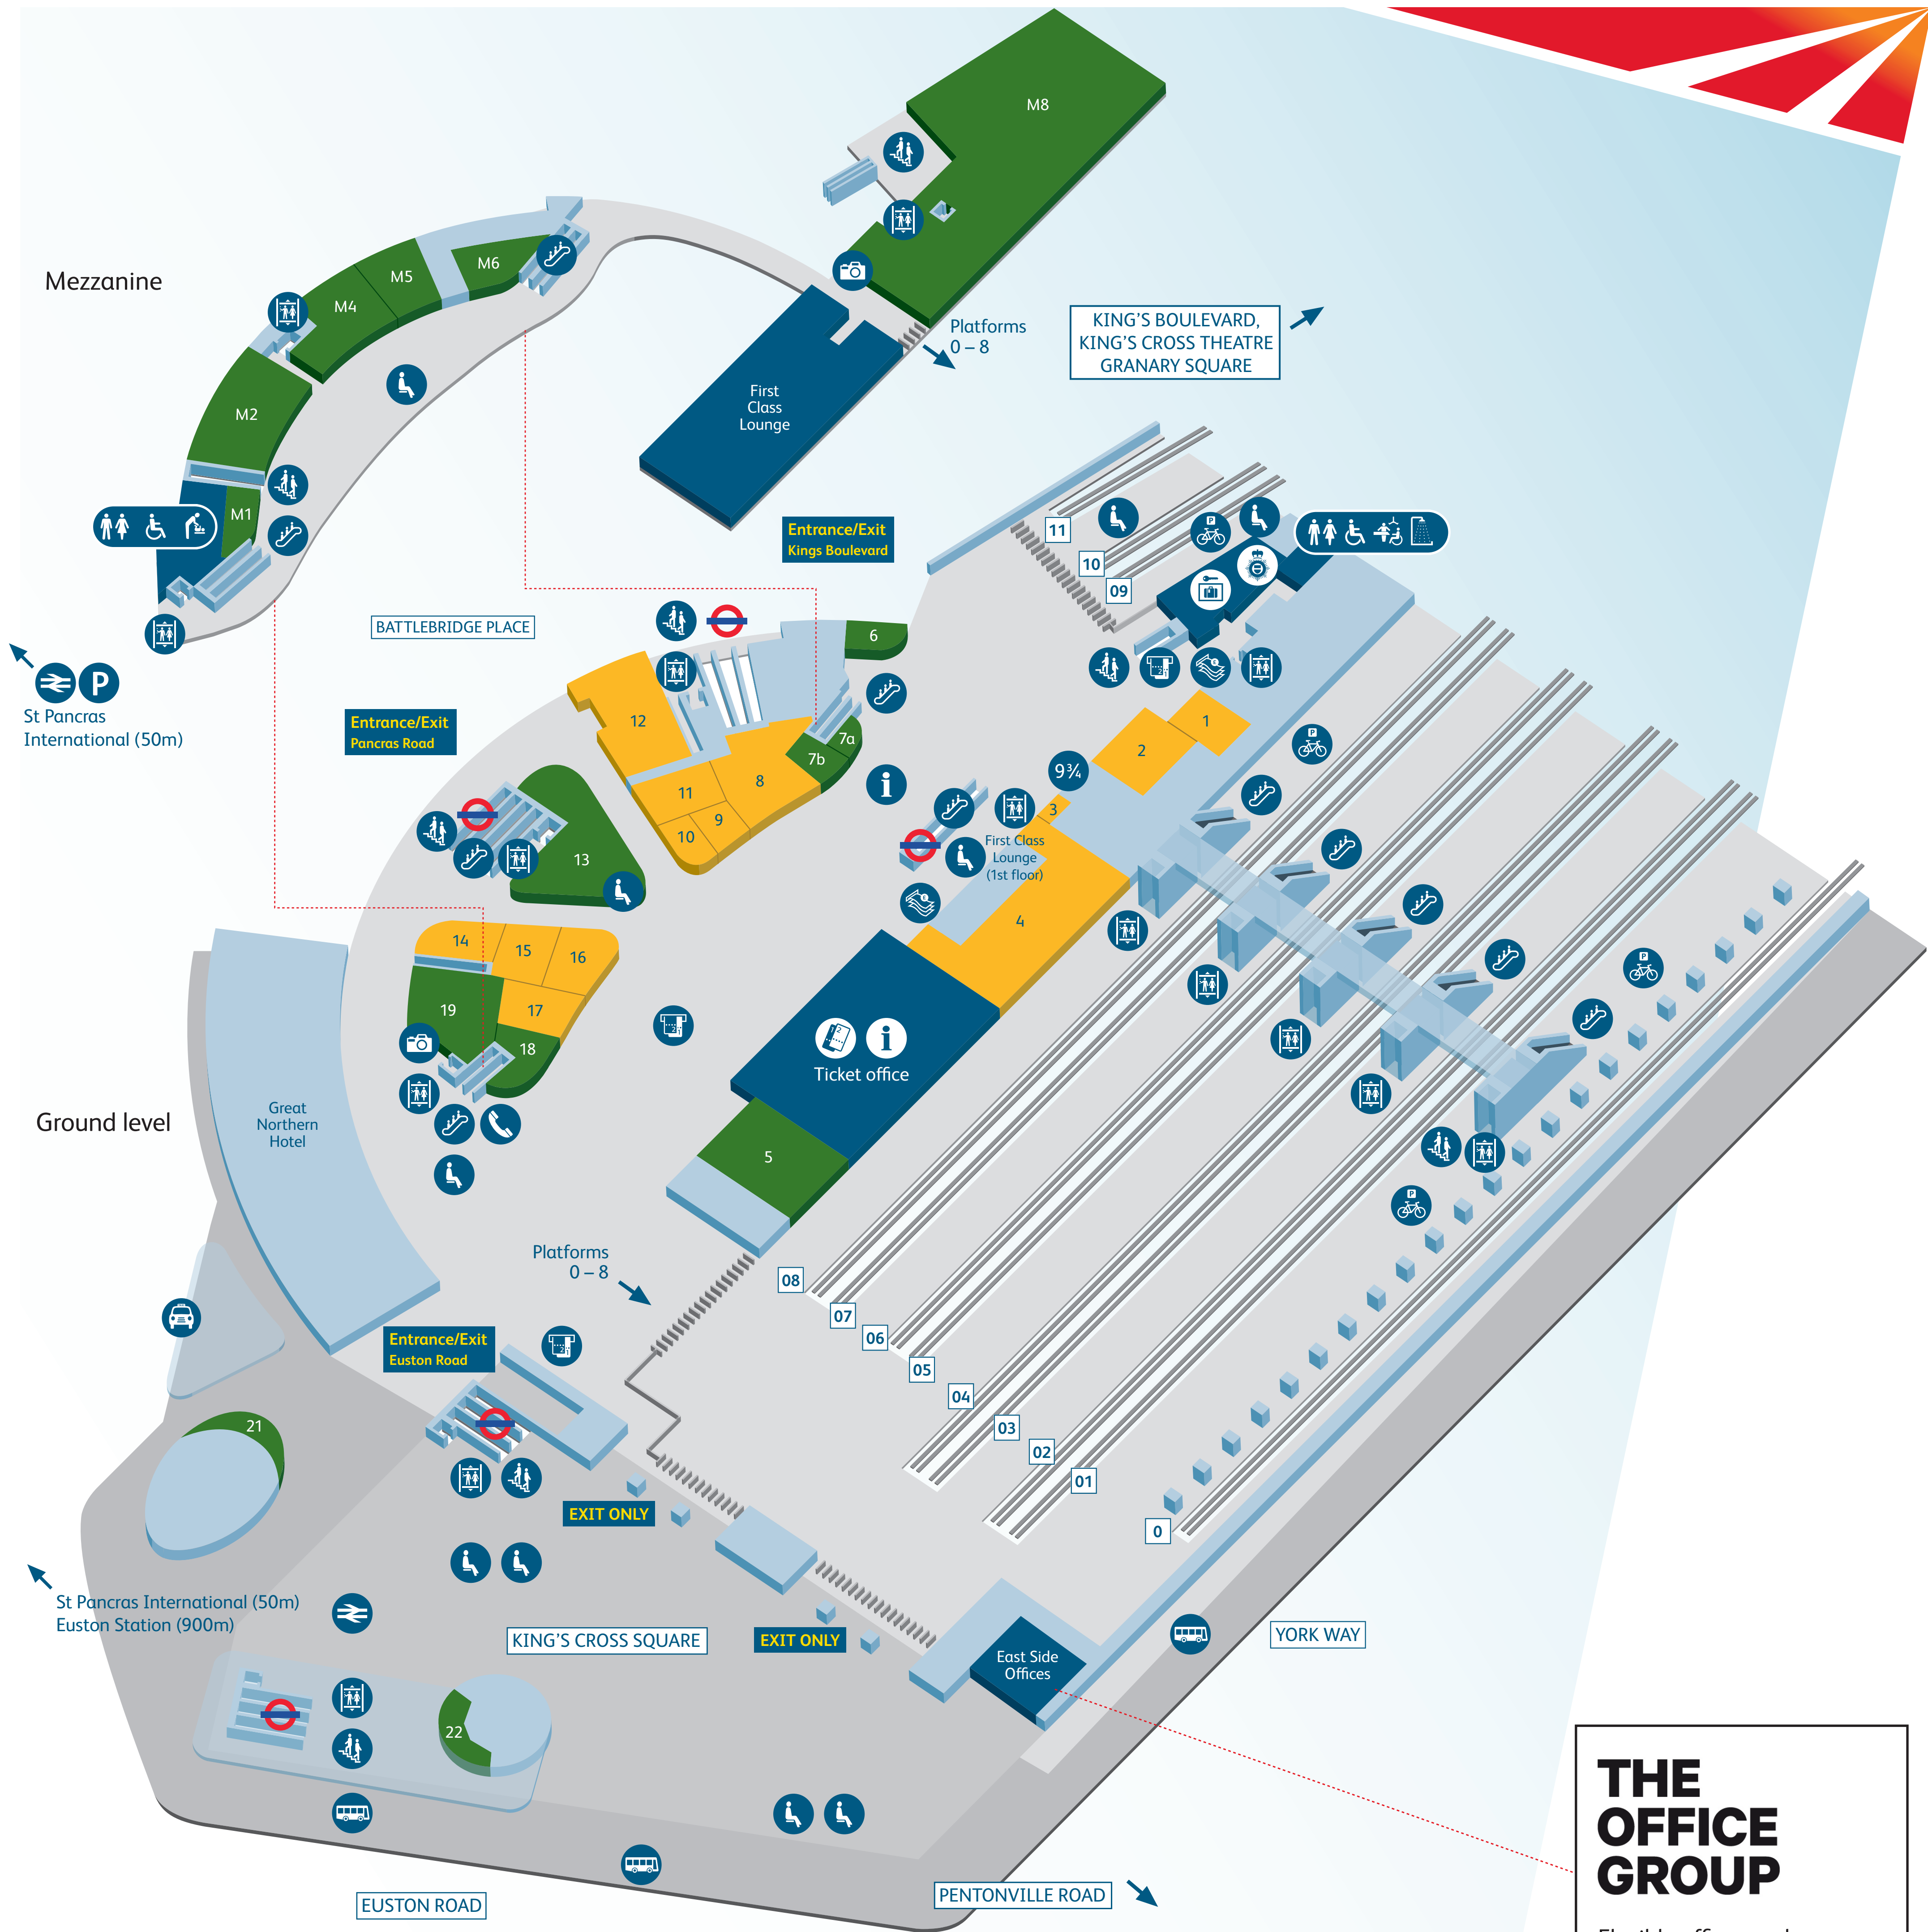 M8
Mezzanine
M6
M5
M4
M2
M1
Platforms
0 – 8
KING'S BOULEVARD,
KING'S CROSS THEATRE
GRANARY SQUARE
First
Class
Lounge
Entrance/Exit
Kings Boulevard
11
10
09
BATTLEBRIDGE PLACE
P
St Pancras
International (50m)
Entrance/Exit
Pancras Road
6
12
7a
7b
8
11
9
10
1
2
9¾
3
First Class
Lounge
(1st floor)
4
13
14
15
16
17
18
19
Ticket office
5
Ground level
Great
Northern
Hotel
Platforms
0 – 8
08
07
06
05
04
03
02
01
0
Entrance/Exit
Euston Road
21
EXIT ONLY
St Pancras International (50m)
Euston Station (900m)
KING'S CROSS SQUARE
EXIT ONLY
East Side
Offices
YORK WAY
22
EUSTON ROAD
PENTONVILLE ROAD
THE
OFFICE
GROUP